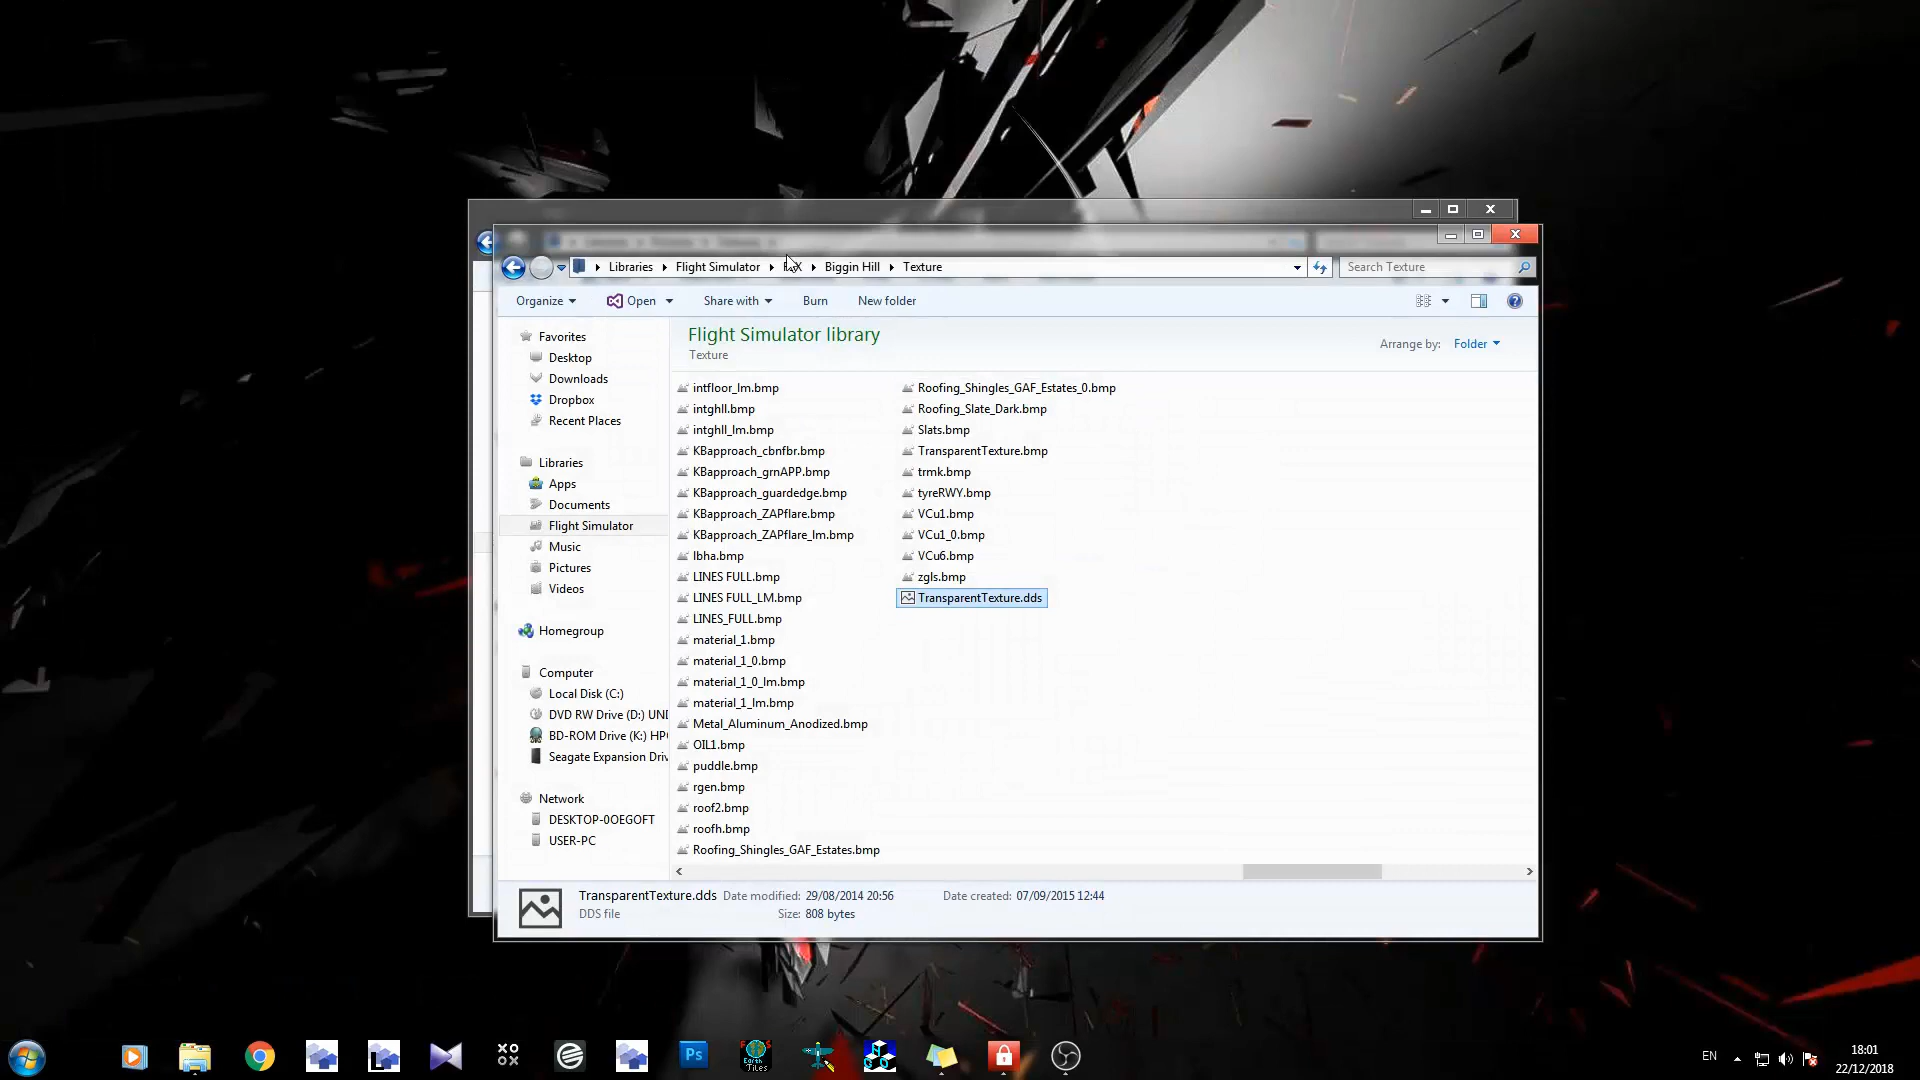 Libraries Flight Simulator Biggin Hill Texture
Search Texture
Organize Open Share with Burn New folder
Flight Simulator library
Texture
Arrange by: Folder
Favorites
Desktop
Downloads
Dropbox
Recent Places
Libraries
Apps
Documents
Flight Simulator
Music
Pictures
Videos
Homegroup
Computer
Local Disk (C:)
DVD RW Drive (D:)
BD-ROM Drive (K:)
Seagate Expansion
Network
DESKTOP-0OEGOFT
USER-PC
intfloor_lm.bmp
intghll.bmp
intghll_lm.bmp
KBapproach_cbnfbr.bmp
KBapproach_grnAPP.bmp
KBapproach_guardedge.bmp
KBapproach_ZAPflare.bmp
KBapproach_ZAPflare_lm.bmp
lbha.bmp
LINES FULL.bmp
LINES FULL_LM.bmp
LINES_FULL.bmp
material_1.bmp
material_1_0.bmp
material_1_0_lm.bmp
material_1_lm.bmp
Metal_Aluminum_Anodized.bmp
OIL1.bmp
puddle.bmp
rgen.bmp
roof2.bmp
roofh.bmp
Roofing_Shingles_GAF_Estates.bmp
Roofing_Shingles_GAF_Estates_0.bmp
Roofing_Slate_Dark.bmp
Slats.bmp
TransparentTexture.bmp
trmk.bmp
tyreRWY.bmp
VCu1.bmp
VCu1_0.bmp
VCu6.bmp
zgls.bmp
TransparentTexture.dds
TransparentTexture.dds Date modified: 29/08/2014 20:56 Date created: 07/09/2015 12:44
DDS file Size: 808 bytes
XO
OX
Ps
Earth
Tiles
EN
18:01
22/12/2018